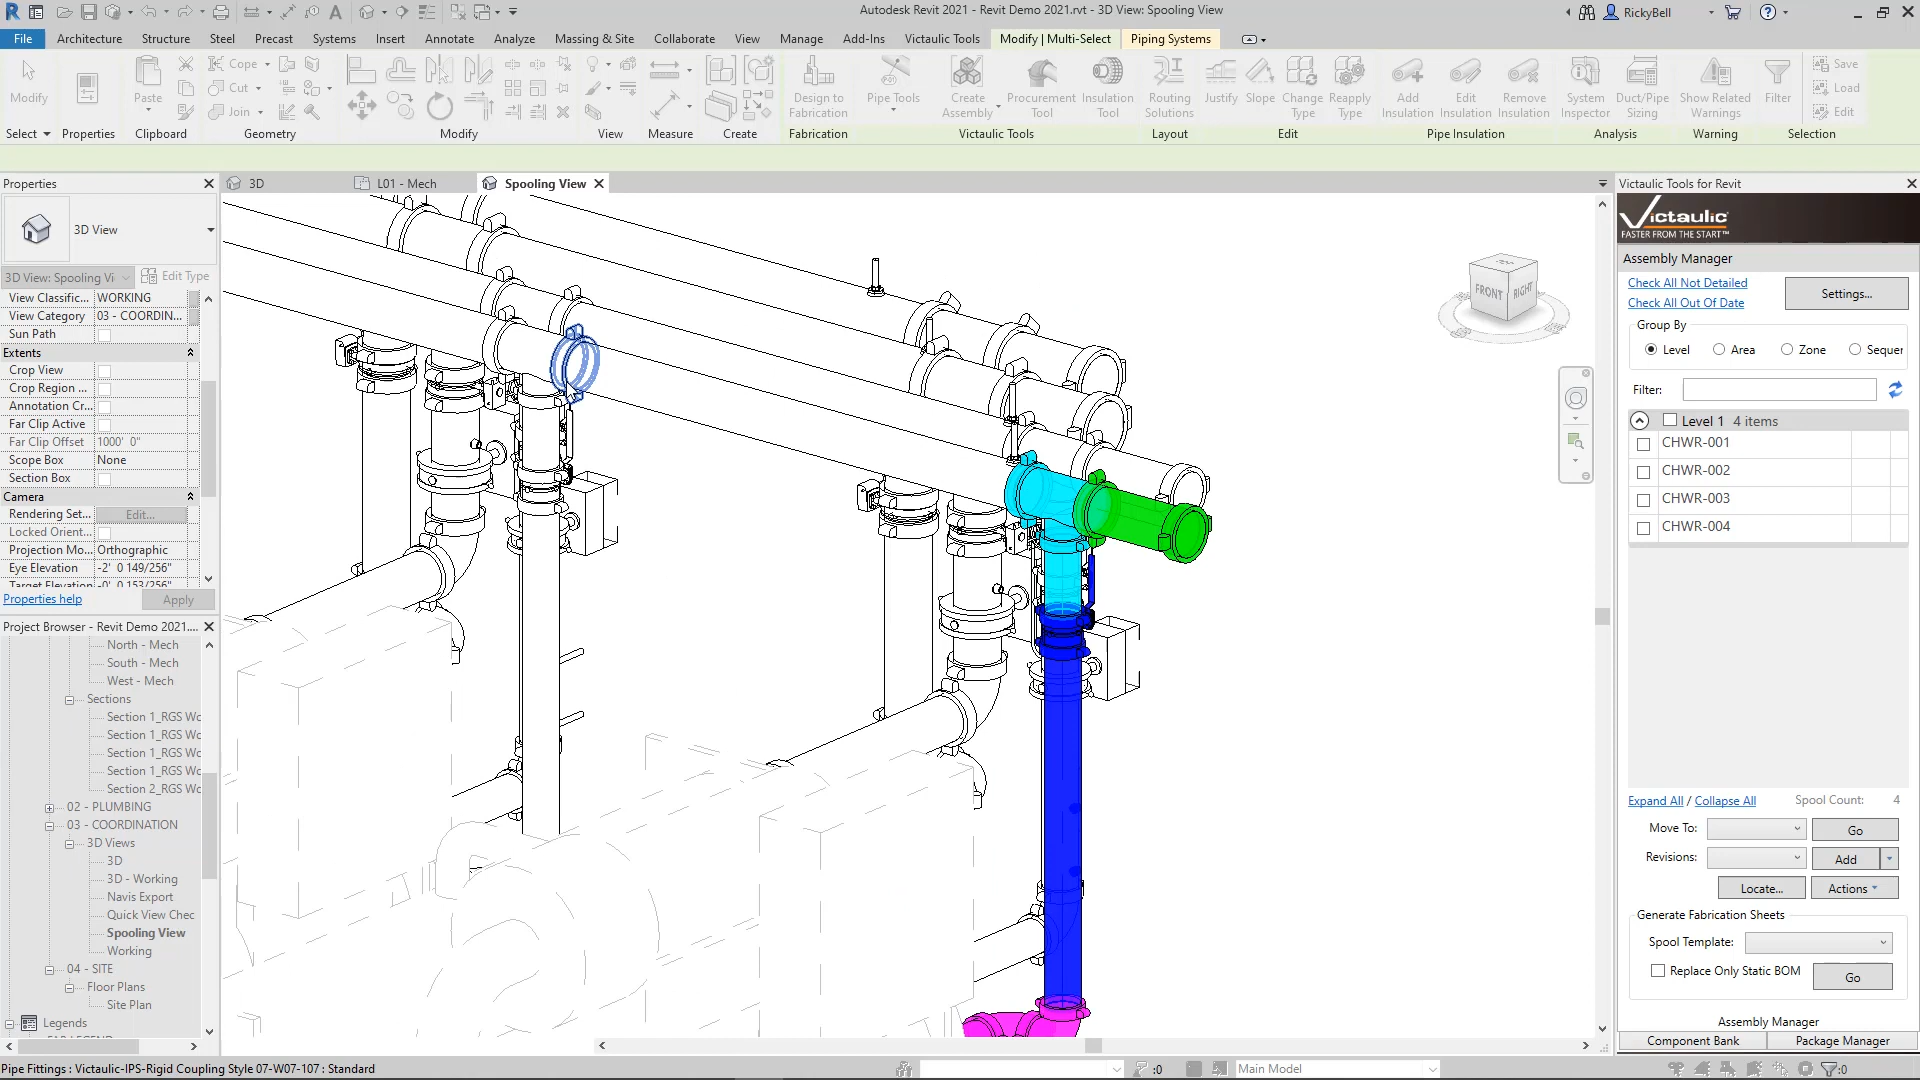 Autodesk Revit 2021 - Revit Demo 2021.rvt - 3D View: Spooling View
RickyBell
File
Architecture
Structure
Steel
Precast
Systems
Insert
Annotate
Analyze
Massing & Site
Collaborate
View
Manage
Add-Ins
Victaulic Tools
Modify | Multi-Select
Piping Systems
Modify
Paste
Cope
Cut
Join
Design to Fabrication
Pipe Tools
Create Assembly
Procurement Tool
Insulation Tool
Routing Solutions
Justify
Slope
Change Type
Reapply Type
Add Insulation
Edit Insulation
Remove Insulation
System Inspector
Duct/Pipe Sizing
Show Related Warnings
Filter
Save
Load
Edit
Select
Properties
Clipboard
Geometry
Modify
View
Measure
Create
Fabrication
Victaulic Tools
Layout
Edit
Pipe Insulation
Analysis
Warning
Selection
Properties
3D View
3D View: Spooling Vi
Edit Type
View Classific... WORKING
View Category 03 - COORDIN...
Sun Path
Extents
Crop View
Crop Region ...
Annotation Cr...
Far Clip Active
Far Clip Offset 1000' 0"
Scope Box None
Section Box
Camera
Rendering Set... Edit...
Locked Orient...
Projection Mo... Orthographic
Eye Elevation -2' 0 149/256"
Target Elevation -0' 0 153/256"
Properties help
Apply
Project Browser - Revit Demo 2021....
North - Mech
South - Mech
West - Mech
Sections
Section 1_RGS Wc
Section 1_RGS Wc
Section 1_RGS Wc
Section 1_RGS Wc
Section 2_RGS Wc
02 - PLUMBING
03 - COORDINATION
3D Views
3D
3D - Working
Navis Export
Quick View Chec
Spooling View
Working
04 - SITE
Floor Plans
Site Plan
Legends
3D
L01 - Mech
Spooling View
TOP
FRONT
RIGHT
Victaulic Tools for Revit
Victaulic
FASTER FROM THE START™
Assembly Manager
Check All Not Detailed
Check All Out Of Date
Settings...
Group By
Level
Area
Zone
Sequer
Filter:
Level 1 4 items
CHWR-001
CHWR-002
CHWR-003
CHWR-004
Expand All / Collapse All
Spool Count: 4
Move To:
Go
Revisions:
Add
Locate...
Actions
Generate Fabrication Sheets
Spool Template:
Replace Only Static BOM
Go
Assembly Manager
Component Bank
Package Manager
Pipe Fittings : Victaulic-IPS-Rigid Coupling Style 07-W07-107 : Standard
:0
Main Model
:0